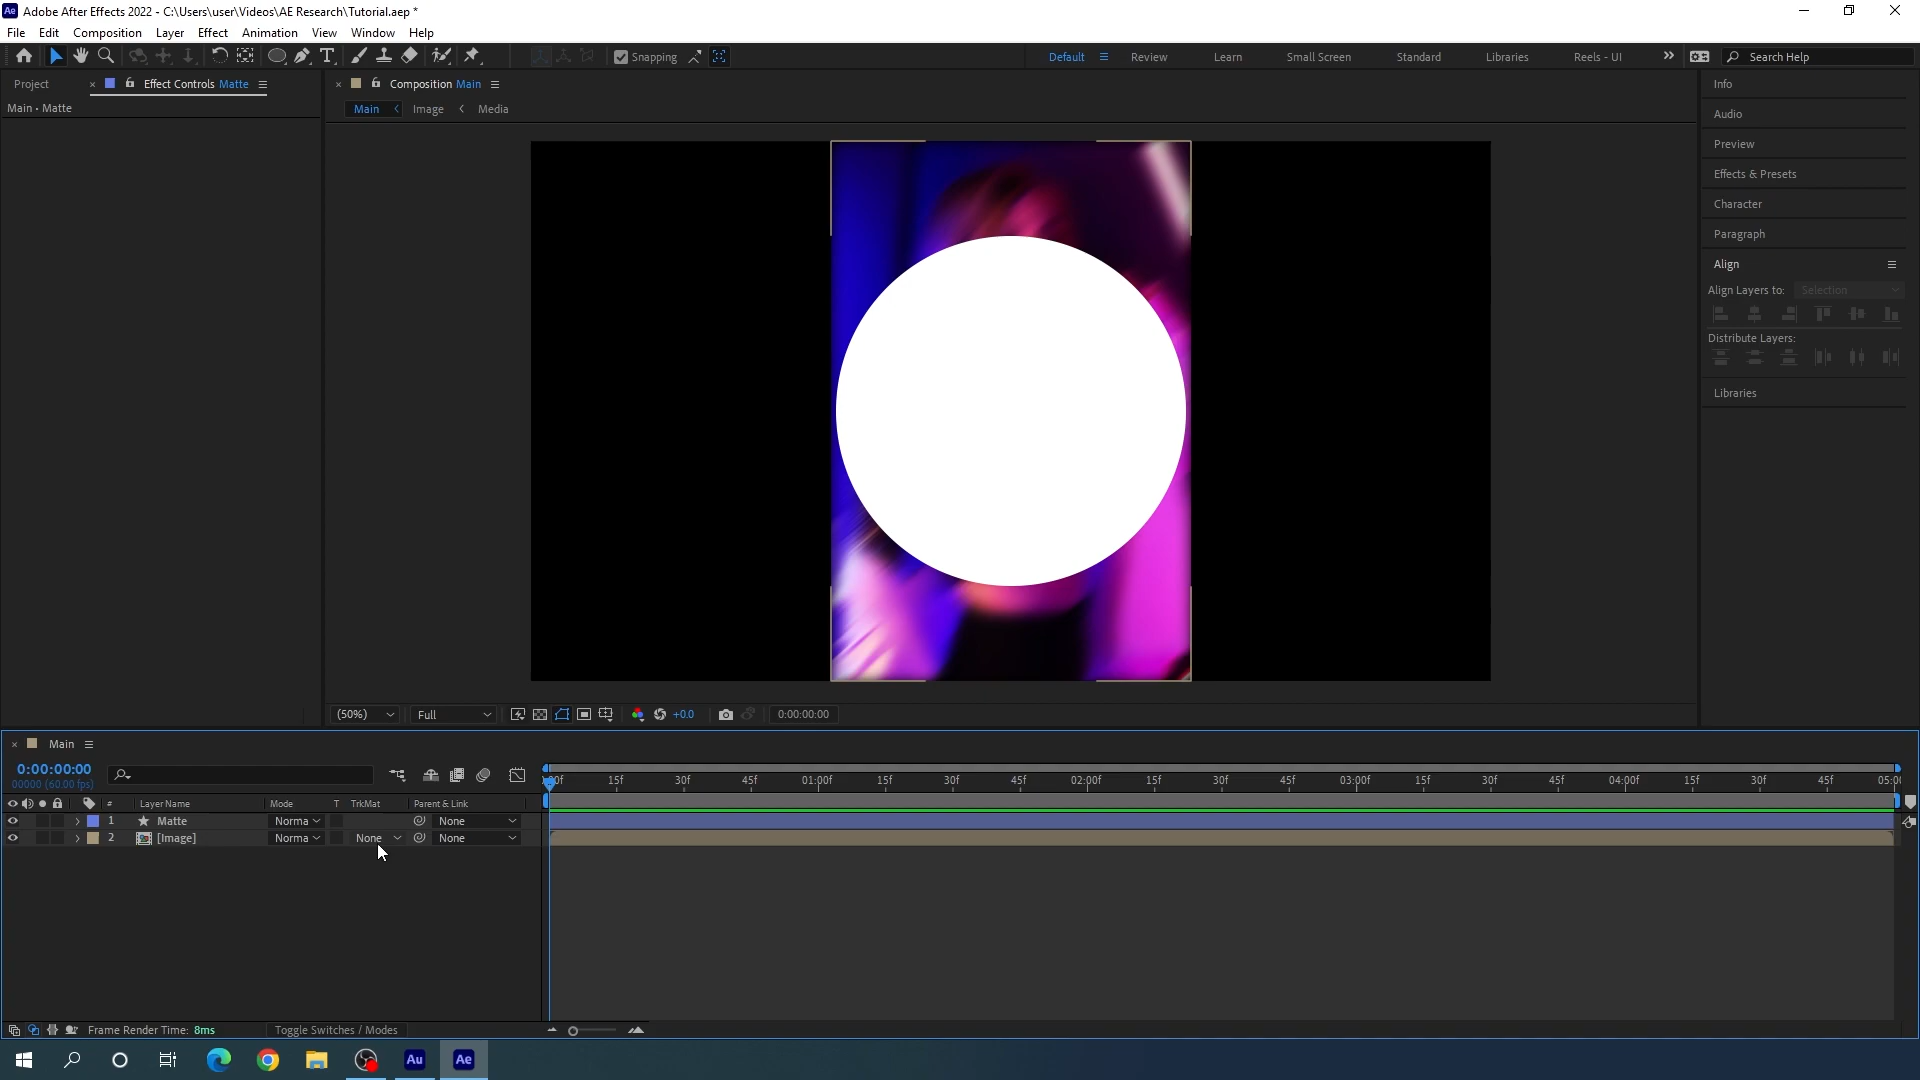 Ae Adobe After Effects 2022 - C:\Users\user\Videos\AE Research\Tutorial.aep *
File Edit Composition Layer Effect Animation View Window Help
Snapping Default Review Learn Small Screen Standard Libraries Reels - UI Search Help
Project Effect Controls Matte
Main • Matte
Composition Main
Main Image Media
Info
Audio
Preview
Effects & Presets
Character
Paragraph
Align
Align Layers to: Selection
Distribute Layers:
Libraries
(50%) Full +0.0 0:00:00:00
Main
0:00:00:00
00000 (60.00 fps)
15f 30f 45f 01:00f 15f 30f 45f 02:00f 15f 30f 45f 03:00f 15f 30f 45f 04:00f 15f 30f 45f
# Layer Name Mode T TrkMat Parent & Link
1 Matte Norma None
2 [Image] Norma None None
Frame Render Time: 8ms Toggle Switches / Modes
Au Ae